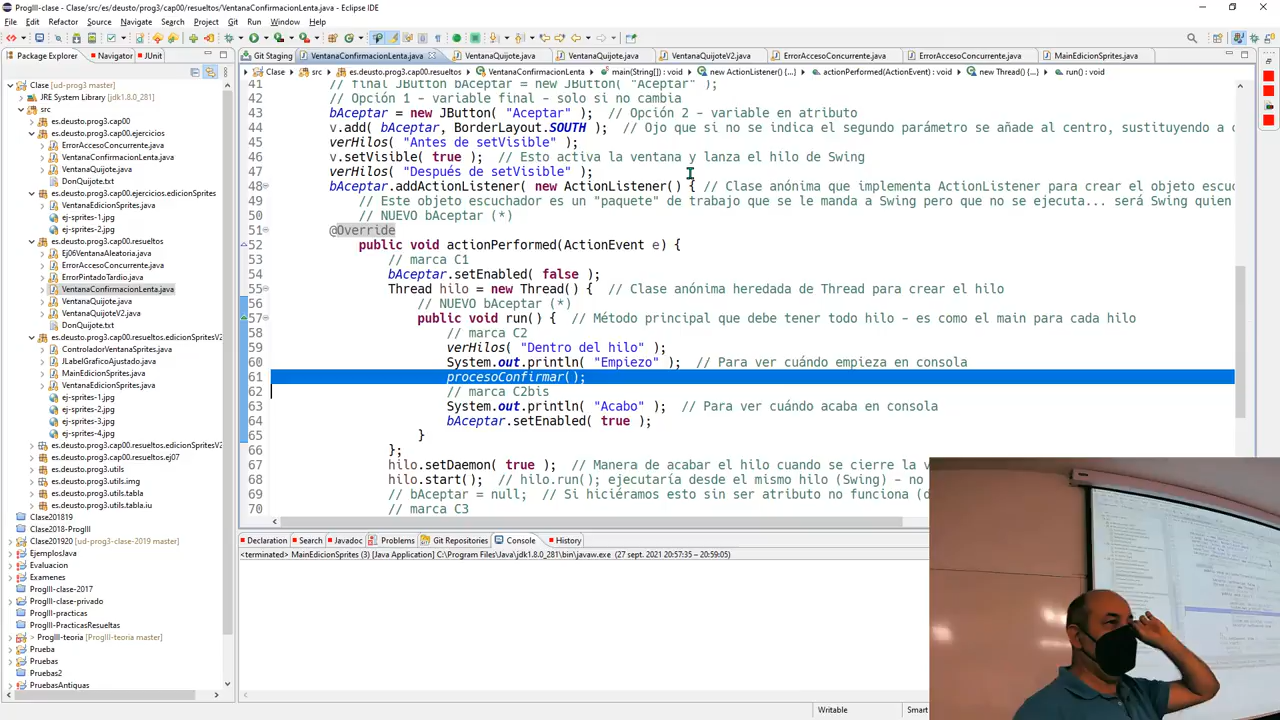 ProgIII-clase - Clase/src/es/deusto/prog3/cap00/resueltos/VentanaConfirmacionLenta.java - Eclipse IDE
File Edit Refactor Source Navigate Search Project Git Run Window Help
Package Explorer Navigator JUnit
Git Staging VentanaConfirmacionLenta.java VentanaQuijote.java VentanaQuijote.java VentanaQuijoteV2.java ErrorAccesoConcurrente.java ErrorAccesoConcurrente.java MainEdicionSprites.java
Clase src es.deusto.prog3.cap00.resueltos VentanaConfirmacionLenta main(String[]) : void new ActionListener() {...} actionPerformed(ActionEvent) : void new Thread() {...} run() : void
Clase [ud-prog3 master]
JRE System Library [jdk1.8.0_281]
src
es.deusto.prog3.cap00
es.deusto.prog3.cap00.ejercicios
ErrorAccesoConcurrente.java
VentanaConfirmacionLenta.java
VentanaQuijote.java
DonQuijote.txt
es.deusto.prog3.cap00.ejercicios.edicionSprites
VentanaEdicionSprites.java
ej-sprites-1.jpg
ej-sprites-2.jpg
es.deusto.prog3.cap00.resueltos
Ej06VentanaAleatoria.java
ErrorAccesoConcurrente.java
ErrorPintadoTardio.java
VentanaConfirmacionLenta.java
VentanaQuijote.java
VentanaQuijoteV2.java
DonQuijote.txt
es.deusto.prog3.cap00.resueltos.edicionSpritesV2
ControladorVentanaSprites.java
JLabelGraficoAjustado.java
MainEdicionSprites.java
VentanaEdicionSprites.java
ej-sprites-1.jpg
ej-sprites-2.jpg
ej-sprites-3.jpg
ej-sprites-4.jpg
es.deusto.prog3.cap00.resueltos.edicionSpritesV2
es.deusto.prog3.cap00.resueltos.ej07
es.deusto.prog3.utils
es.deusto.prog3.utils.img
es.deusto.prog3.utils.tabla
es.deusto.prog3.utils.tabla.iu
Clase201819
Clase2018-ProgIII
Clase201920 [ud-prog3-clase-2019 master]
EjemplosJava
Evaluacion
Examenes
ProgIII-clase-2017
ProgIII-clase-privado
ProgIII-practicas
ProgIII-PracticasResueltas
> ProgIII-teoria [ProgIII-teoria master]
Prueba
Pruebas
Pruebas2
PruebasAntiguas
41 // final JButton bAceptar = new JButton( "Aceptar" );
42 // Opción 1 - variable final - solo si no cambia
43 bAceptar = new JButton( "Aceptar" ); // Opción 2 - variable en atributo
44 v.add( bAceptar, BorderLayout.SOUTH ); // Ojo que si no se indica el segundo parámetro se añade al centro, sustituyendo a
45 verHilos( "Antes de setVisible" );
46 v.setVisible( true ); // Esto activa la ventana y lanza el hilo de Swing
47 verHilos( "Después de setVisible" );
48 bAceptar.addActionListener( new ActionListener() { // Clase anónima que implementa ActionListener para crear el objeto
49 // Este objeto escuchador es un "paquete" de trabajo que se le manda a Swing pero que no se ejecuta... será Swing quien
50 // NUEVO bAceptar (*)
51 @Override
52 public void actionPerformed(ActionEvent e) {
53 // marca C1
54 bAceptar.setEnabled( false );
55 Thread hilo = new Thread() { // Clase anónima heredada de Thread para crear el hilo
56 // NUEVO bAceptar (*)
57 public void run() { // Método principal que debe tener todo hilo - es como el main para cada hilo
58 // marca C2
59 verHilos( "Dentro del hilo" );
60 System.out.println( "Empiezo" ); // Para ver cuándo empieza en consola
61 procesoConfirmar();
62 // marca C2bis
63 System.out.println( "Acabo" ); // Para ver cuándo acaba en consola
64 bAceptar.setEnabled( true );
65 }
66 };
67 hilo.setDaemon( true ); // Manera de acabar el hilo cuando se cierre la
68 hilo.start(); // hilo.run(); ejecutaría desde el mismo hilo (Swing) - no
69 // bAceptar = null; // Si hiciéramos esto sin ser atributo no funciona
70 // marca C3
Declaration Search Javadoc Problems Git Repositories Console History
<terminated> MainEdicionSprites (3) [Java Application] C:\Program Files\Java\jdk1.8.0_281\bin\javaw.exe (27 sept. 2021 20:57:35 - 20:59:05)
Writable Smart